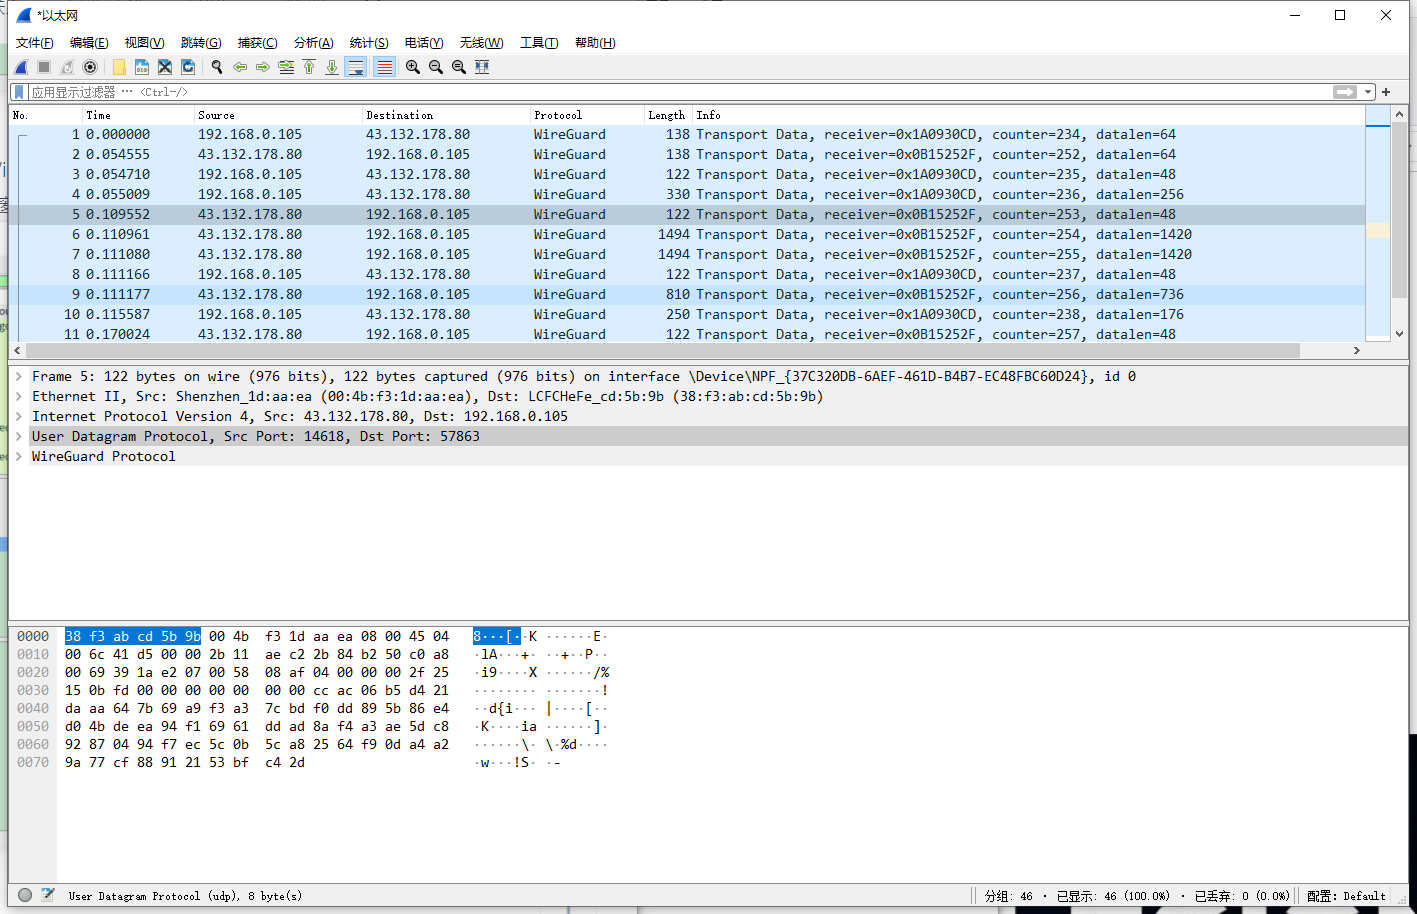 *以太网
文件(F) 编辑(E) 视图(V) 跳转(G) 捕获(C) 分析(A) 统计(S) 电话(Y) 无线(W) 工具(T) 帮助(H)
应用显示过滤器 … <Ctrl-/>
No. Time Source Destination Protocol Length Info
1 0.000000 192.168.0.105 43.132.178.80 WireGuard 138 Transport Data, receiver=0x1A0930CD, counter=234, datalen=64
2 0.054555 43.132.178.80 192.168.0.105 WireGuard 138 Transport Data, receiver=0x0B15252F, counter=252, datalen=64
3 0.054710 192.168.0.105 43.132.178.80 WireGuard 122 Transport Data, receiver=0x1A0930CD, counter=235, datalen=48
4 0.055009 192.168.0.105 43.132.178.80 WireGuard 330 Transport Data, receiver=0x1A0930CD, counter=236, datalen=256
5 0.109552 43.132.178.80 192.168.0.105 WireGuard 122 Transport Data, receiver=0x0B15252F, counter=253, datalen=48
6 0.110961 43.132.178.80 192.168.0.105 WireGuard 1494 Transport Data, receiver=0x0B15252F, counter=254, datalen=1420
7 0.111080 43.132.178.80 192.168.0.105 WireGuard 1494 Transport Data, receiver=0x0B15252F, counter=255, datalen=1420
8 0.111166 192.168.0.105 43.132.178.80 WireGuard 122 Transport Data, receiver=0x1A0930CD, counter=237, datalen=48
9 0.111177 43.132.178.80 192.168.0.105 WireGuard 810 Transport Data, receiver=0x0B15252F, counter=256, datalen=736
10 0.115587 192.168.0.105 43.132.178.80 WireGuard 250 Transport Data, receiver=0x1A0930CD, counter=238, datalen=176
11 0.170024 43.132.178.80 192.168.0.105 WireGuard 122 Transport Data, receiver=0x0B15252F, counter=257, datalen=48
Frame 5: 122 bytes on wire (976 bits), 122 bytes captured (976 bits) on interface \Device\NPF_{37C320DB-6AEF-461D-B4B7-EC48FBC60D24}, id 0
Ethernet II, Src: Shenzhen_1d:aa:ea (00:4b:f3:1d:aa:ea), Dst: LCFCHeFe_cd:5b:9b (38:f3:ab:cd:5b:9b)
Internet Protocol Version 4, Src: 43.132.178.80, Dst: 192.168.0.105
User Datagram Protocol, Src Port: 14618, Dst Port: 57863
WireGuard Protocol
0000 38 f3 ab cd 5b 9b 00 4b f3 1d aa ea 08 00 45 04 8···[··K ······E·
0010 00 6c 41 d5 00 00 2b 11 ae c2 2b 84 b2 50 c0 a8 ·lA···+· ··+··P··
0020 00 69 39 1a e2 07 00 58 08 af 04 00 00 00 2f 25 ·i9····X ······/%
0030 15 0b fd 00 00 00 00 00 00 00 cc ac 06 b5 d4 21 ········ ·······!
0040 da aa 64 7b 69 a9 f3 a3 7c bd f0 dd 89 5b 86 e4 ··d{i··· |····[··
0050 d0 4b de ea 94 f1 69 61 dd ad 8a f4 a3 ae 5d c8 ·K····ia ······]·
0060 92 87 04 94 f7 ec 5c 0b 5c a8 25 64 f9 0d a4 a2 ······\· \·%d····
0070 9a 77 cf 88 91 21 53 bf c4 2d ·w···!S· ·-
User Datagram Protocol (udp), 8 byte(s) 分组: 46 · 已显示: 46 (100.0%) · 已丢弃: 0 (0.0%) 配置: Default